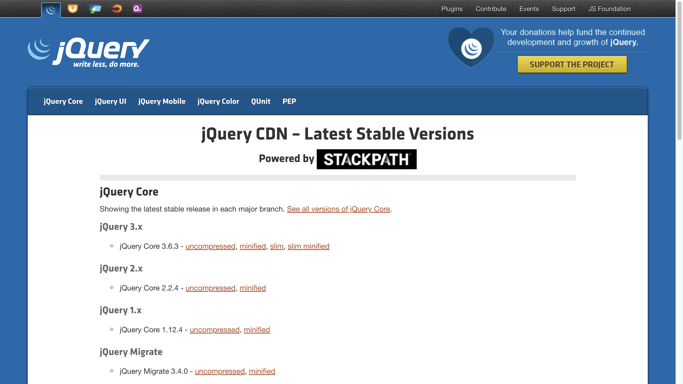 Plugins Contribute Events Support JS Foundation
jQuery
write less, do more.
Your donations help fund the continued
development and growth of jQuery.
SUPPORT THE PROJECT
jQuery Core jQuery UI jQuery Mobile jQuery Color QUnit PEP
jQuery CDN – Latest Stable Versions
Powered by STACKPATH
jQuery Core
Showing the latest stable release in each major branch. See all versions of jQuery Core.
jQuery 3.x
jQuery Core 3.6.3 - uncompressed, minified, slim, slim minified
jQuery 2.x
jQuery Core 2.2.4 - uncompressed, minified
jQuery 1.x
jQuery Core 1.12.4 - uncompressed, minified
jQuery Migrate
jQuery Migrate 3.4.0 - uncompressed, minified